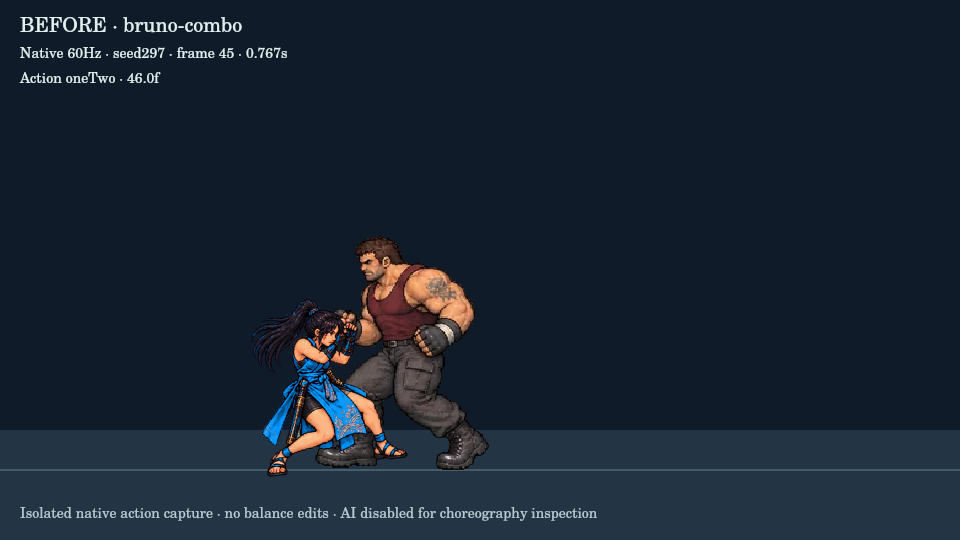 BEFORE · bruno-combo
Native 60Hz · seed297 · frame 45 · 0.767s
Action oneTwo · 46.0f
Isolated native action capture · no balance edits · AI disabled for choreography inspection